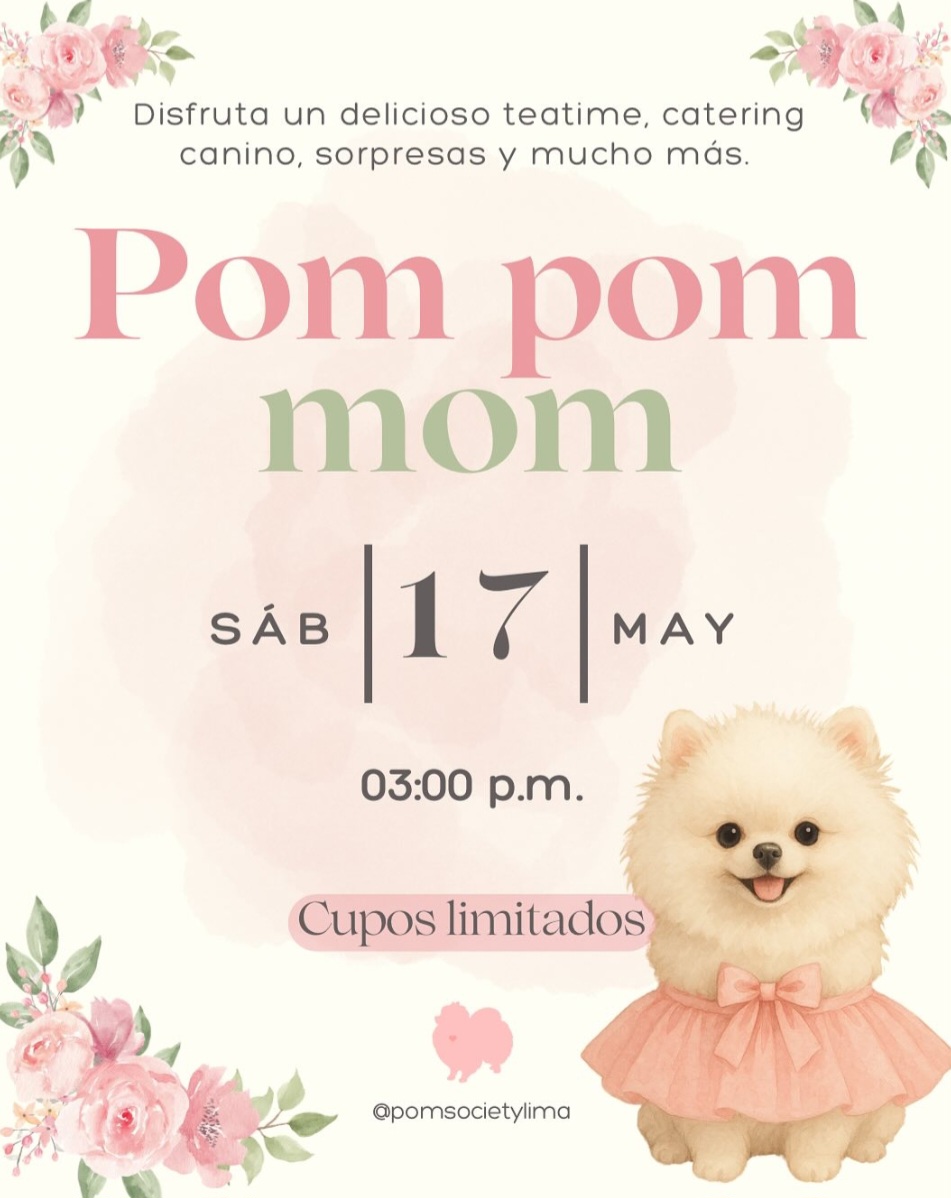 Disfruta un delicioso teatime, catering
canino, sorpresas y mucho más.
Pom pom
mom
SÁB 17 MAY
03:00 p.m.
Cupos limitados
@pomsocietylima